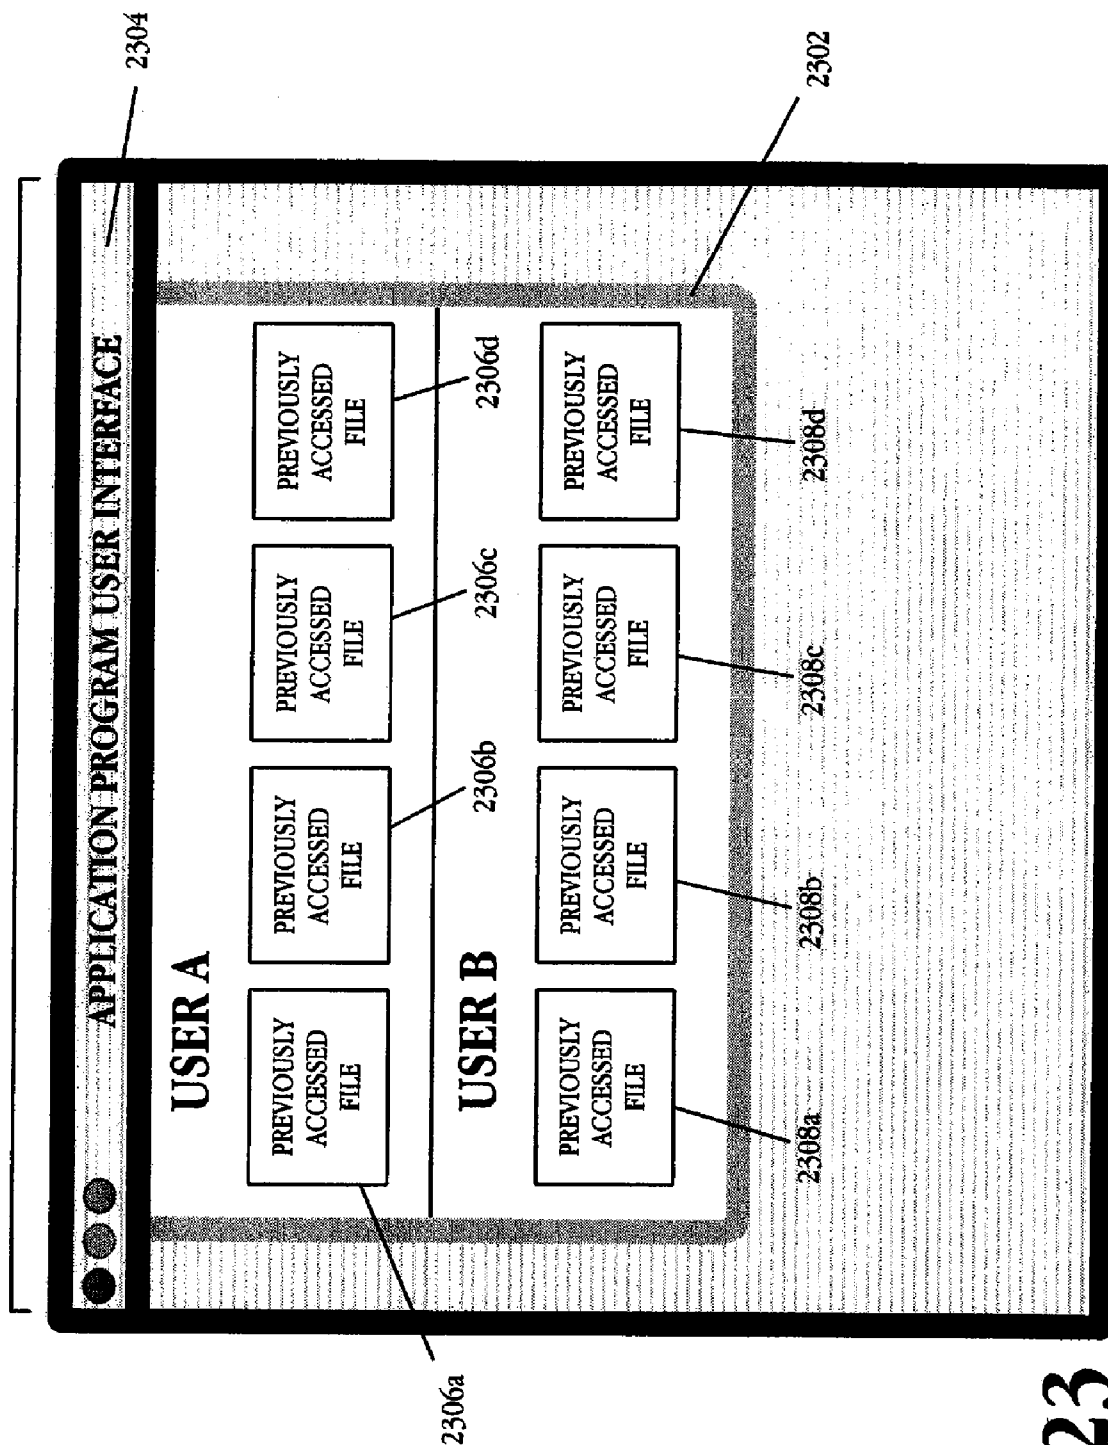 2304
APPLICATION PROGRAM USER INTERFACE
USER A
PREVIOUSLY
ACCESSED
FILE
PREVIOUSLY
ACCESSED
FILE
PREVIOUSLY
ACCESSED
FILE
PREVIOUSLY
ACCESSED
FILE
2306a
2306b
2306c
2306d
USER B
PREVIOUSLY
ACCESSED
FILE
PREVIOUSLY
ACCESSED
FILE
PREVIOUSLY
ACCESSED
FILE
PREVIOUSLY
ACCESSED
FILE
2302
2308a
2308b
2308c
2308d
23